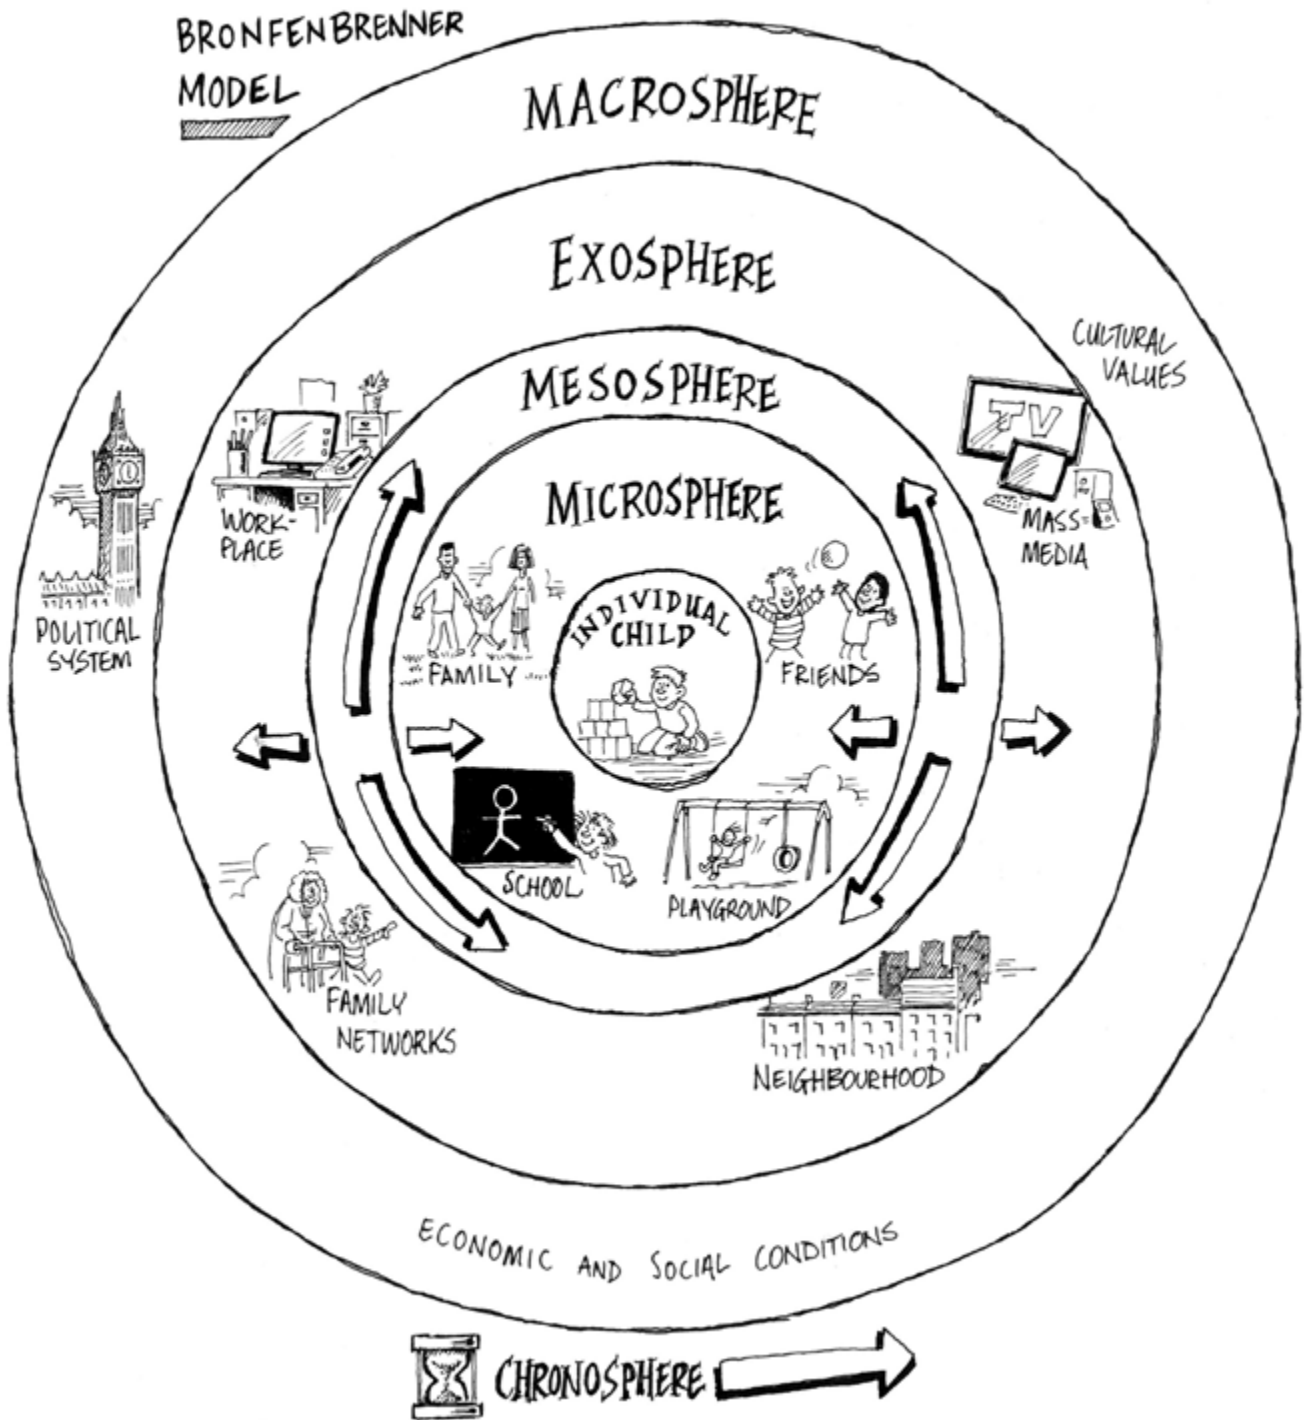 BRONFENBRENNER
MODEL
MACROSPHERE
EXOSPHERE
MESOSPHERE
MICROSPHERE
CULTURAL
VALUES
TV
MASS-
MEDIA
WORK-
PLACE
POLITICAL
SYSTEM
INDIVIDUAL
CHILD
FAMILY
FRIENDS
SCHOOL
PLAYGROUND
FAMILY
NETWORKS
NEIGHBOURHOOD
ECONOMIC AND SOCIAL CONDITIONS
CHRONOSPHERE